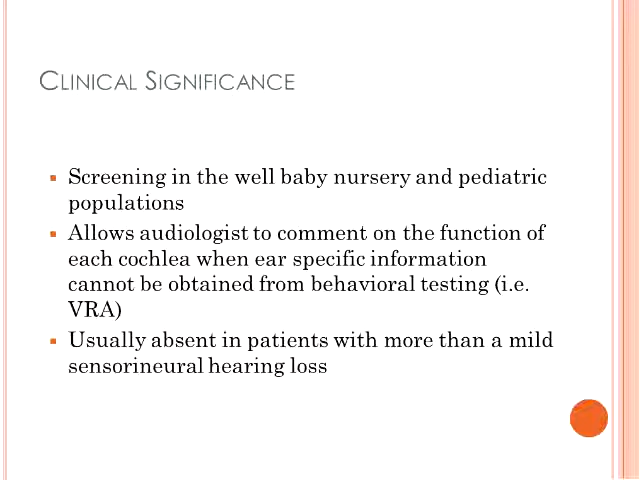 CLINICAL SIGNIFICANCE
Screening in the well baby nursery and pediatric
populations
Allows audiologist to comment on the function of
each cochlea when ear specific information
cannot be obtained from behavioral testing (i.e.
VRA)
Usually absent in patients with more than a mild
sensorineural hearing loss